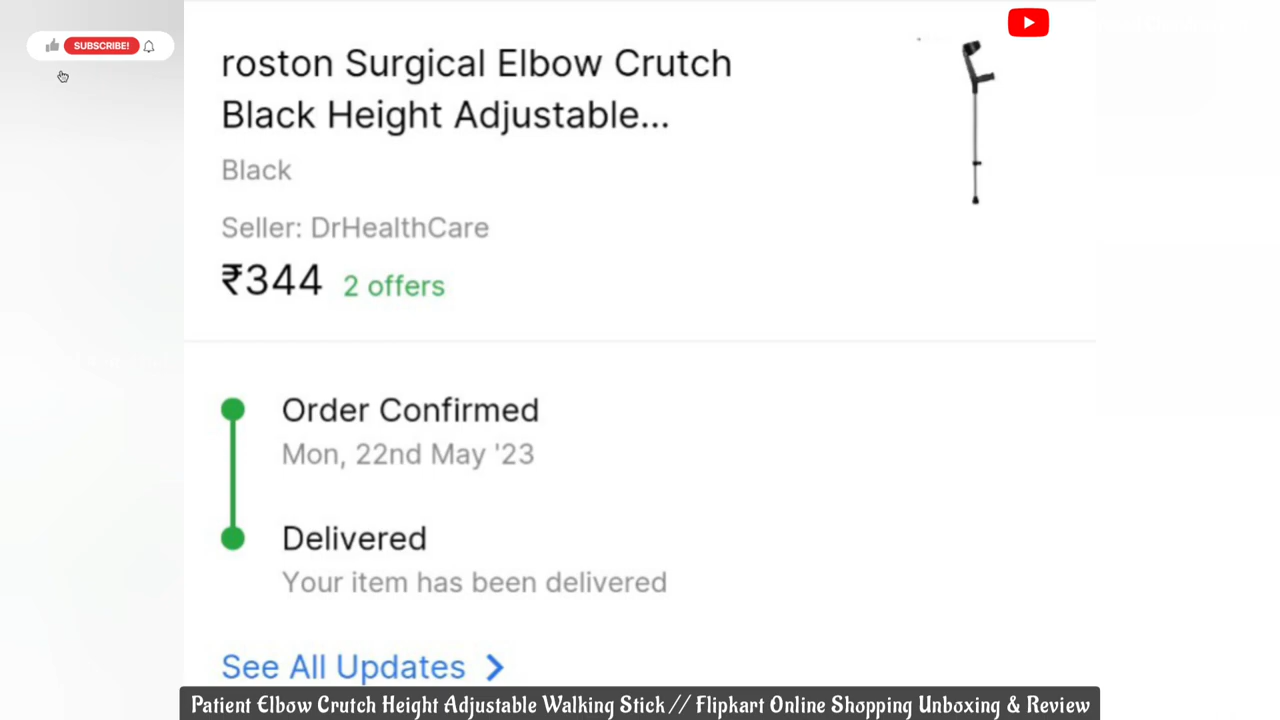 SUBSCRIBE!
roston Surgical Elbow Crutch
Black Height Adjustable...
Black
Seller: DrHealthCare
₹344 2 offers
Order Confirmed
Mon, 22nd May '23
Delivered
Your item has been delivered
See All Updates
Patient Elbow Crutch Height Adjustable Walking Stick // Flipkart Online Shopping Unboxing & Review